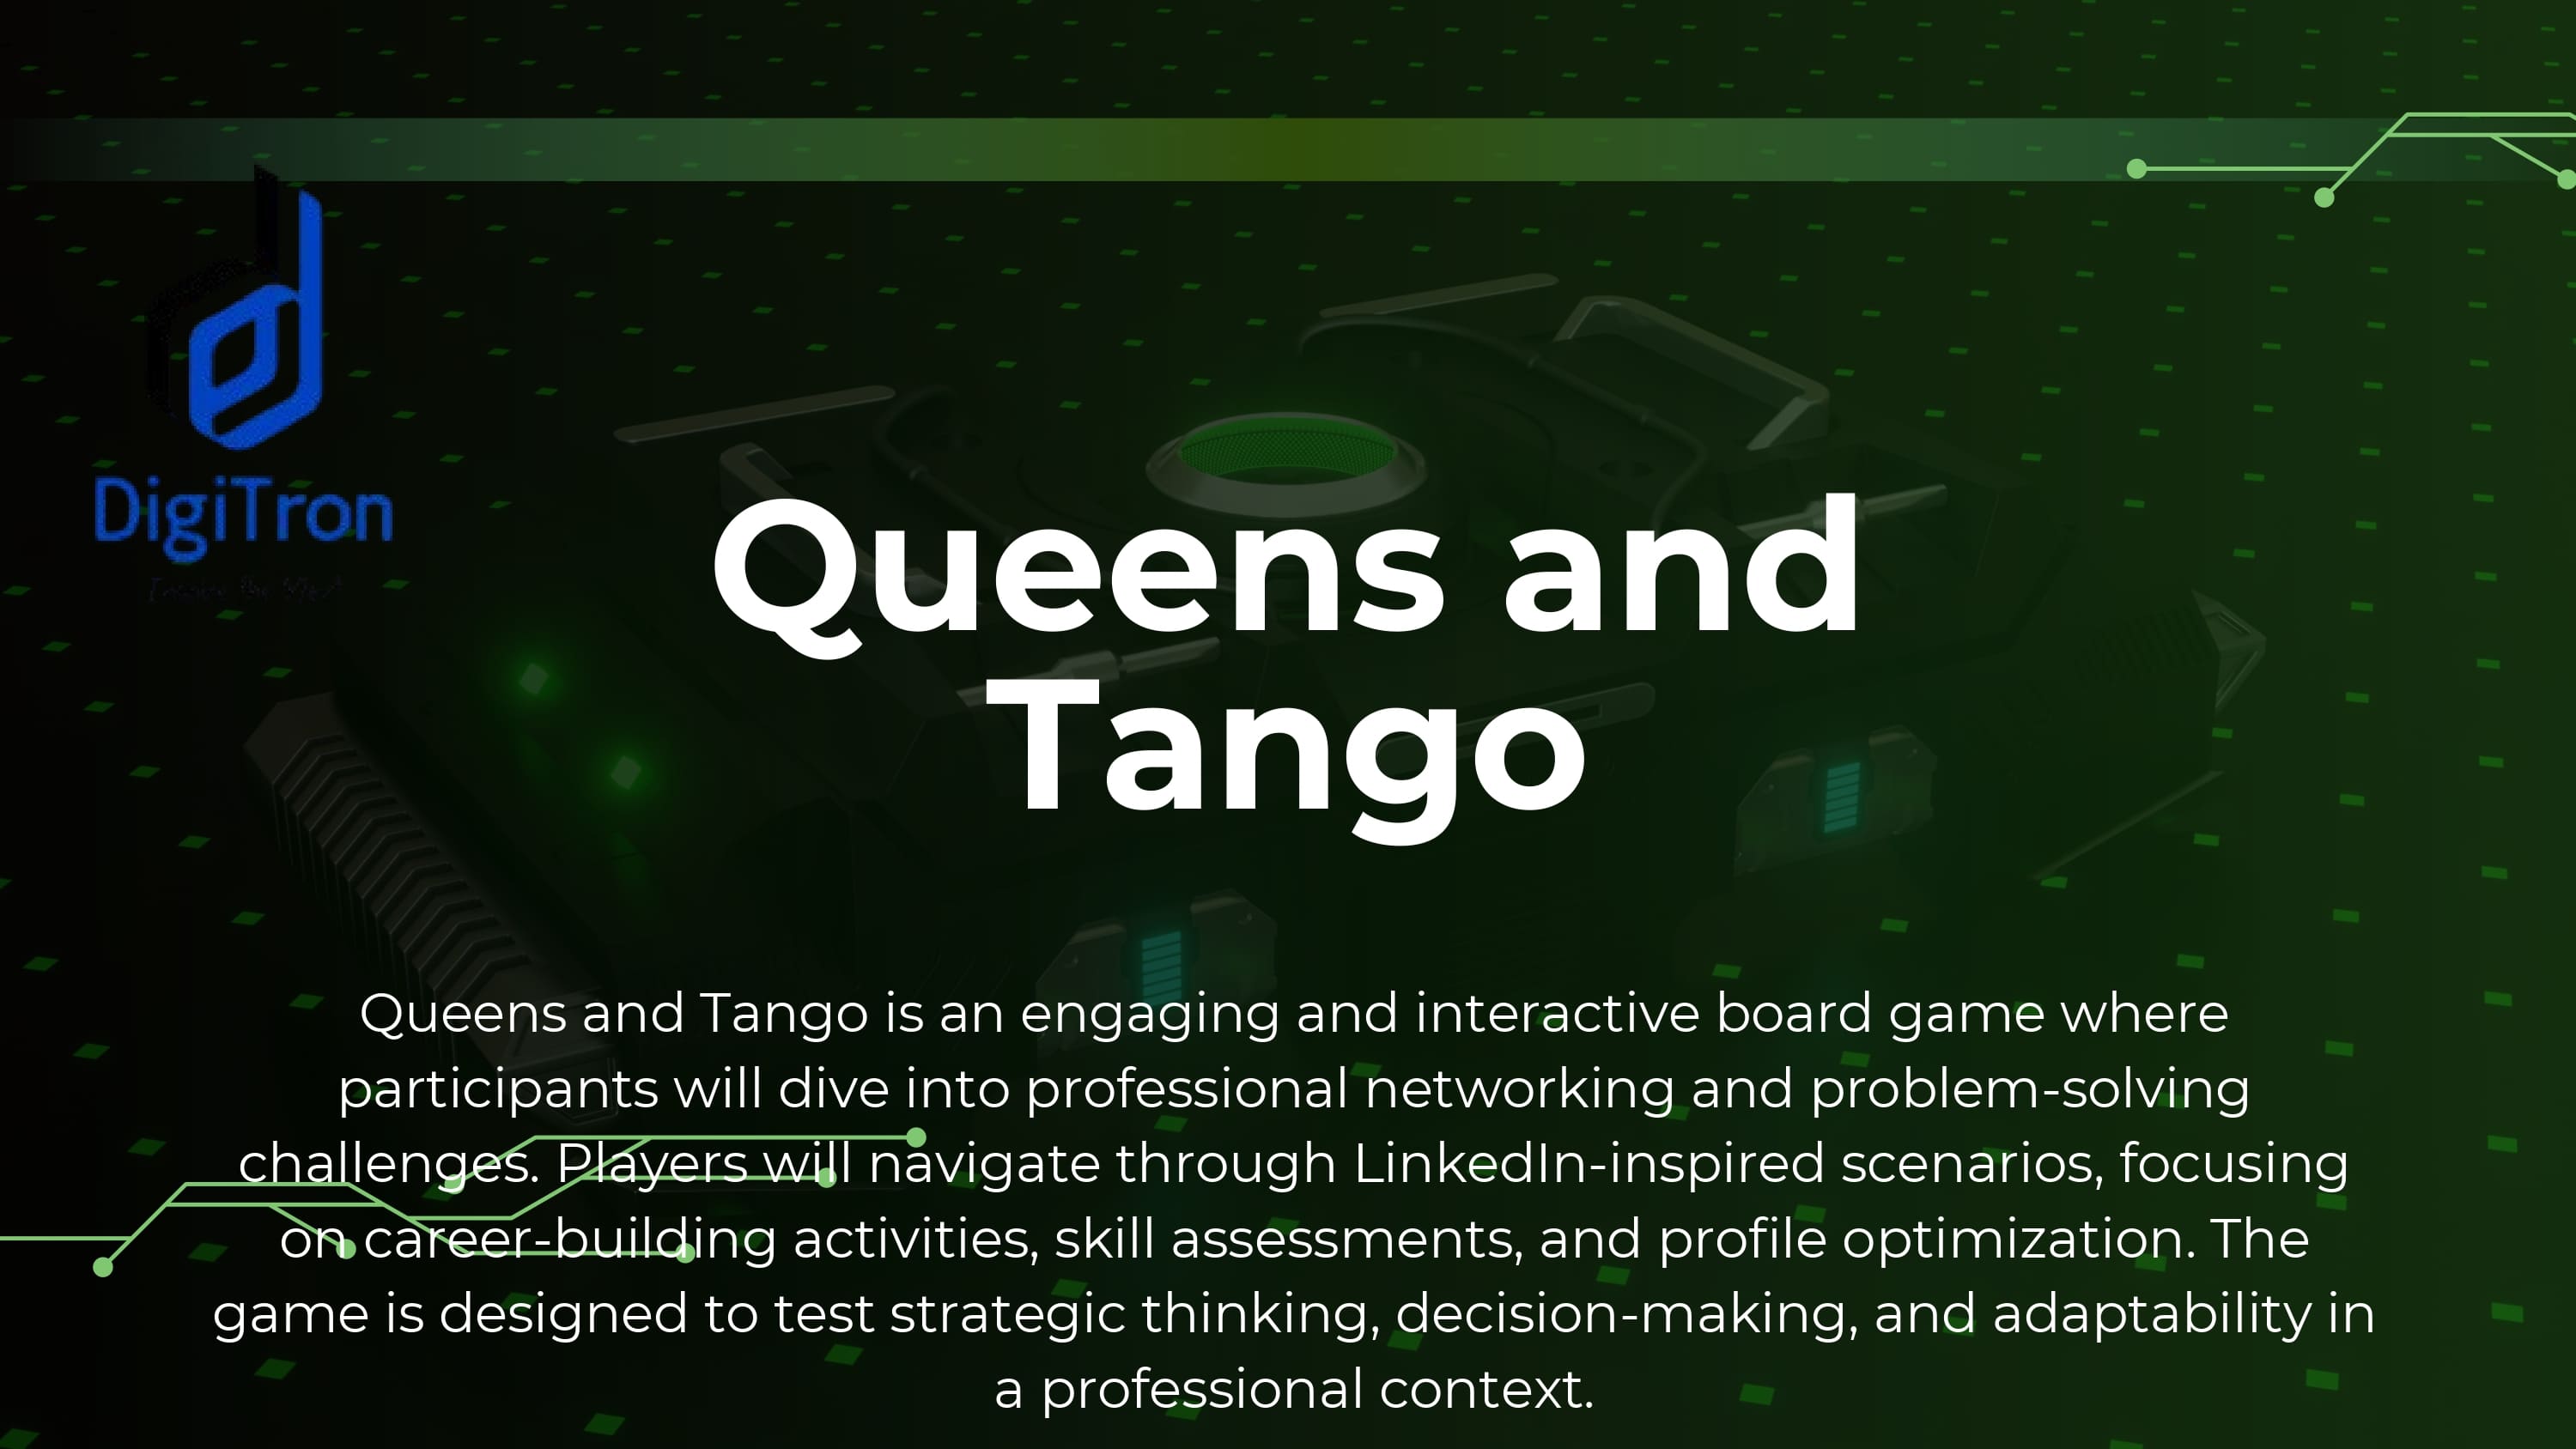 DigiTron
Queens and
Tango
Queens and Tango is an engaging and interactive board game where
participants will dive into professional networking and problem-solving
challenges. Players will navigate through LinkedIn-inspired scenarios, focusing
on career-building activities, skill assessments, and profile optimization. The
game is designed to test strategic thinking, decision-making, and adaptability in
a professional context.